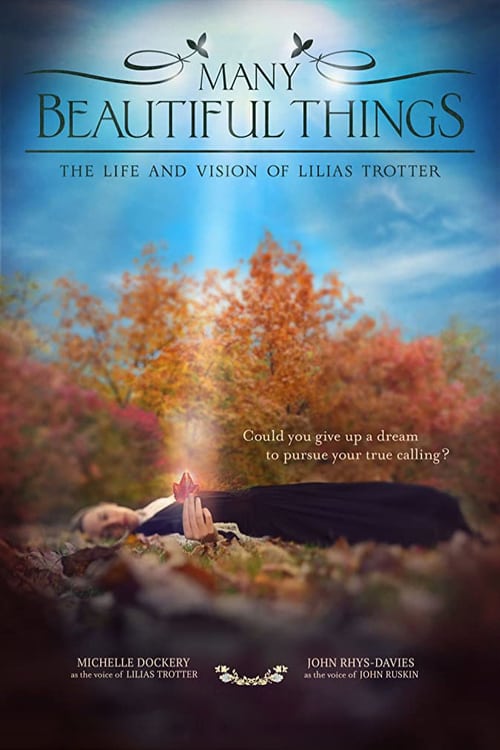 MANY
BEAUTIFUL THINGS
THE LIFE AND VISION OF LILIAS TROTTER
Could you give up a dream
to pursue your true calling?
MICHELLE DOCKERY
as the voice of LILIAS TROTTER
JOHN RHYS-DAVIES
as the voice of JOHN RUSKIN